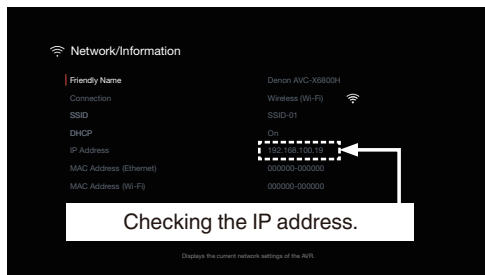 Network/Information
Friendly Name Denon AVC-X6800H
Connection Wireless (Wi-Fi)
SSID SSID-01
DHCP On
IP Address 192.168.100.19
MAC Address (Ethernet) 000000-000000
MAC Address (Wi-Fi) 000000-000000
Checking the IP address.
Displays the current network settings of the AVR.